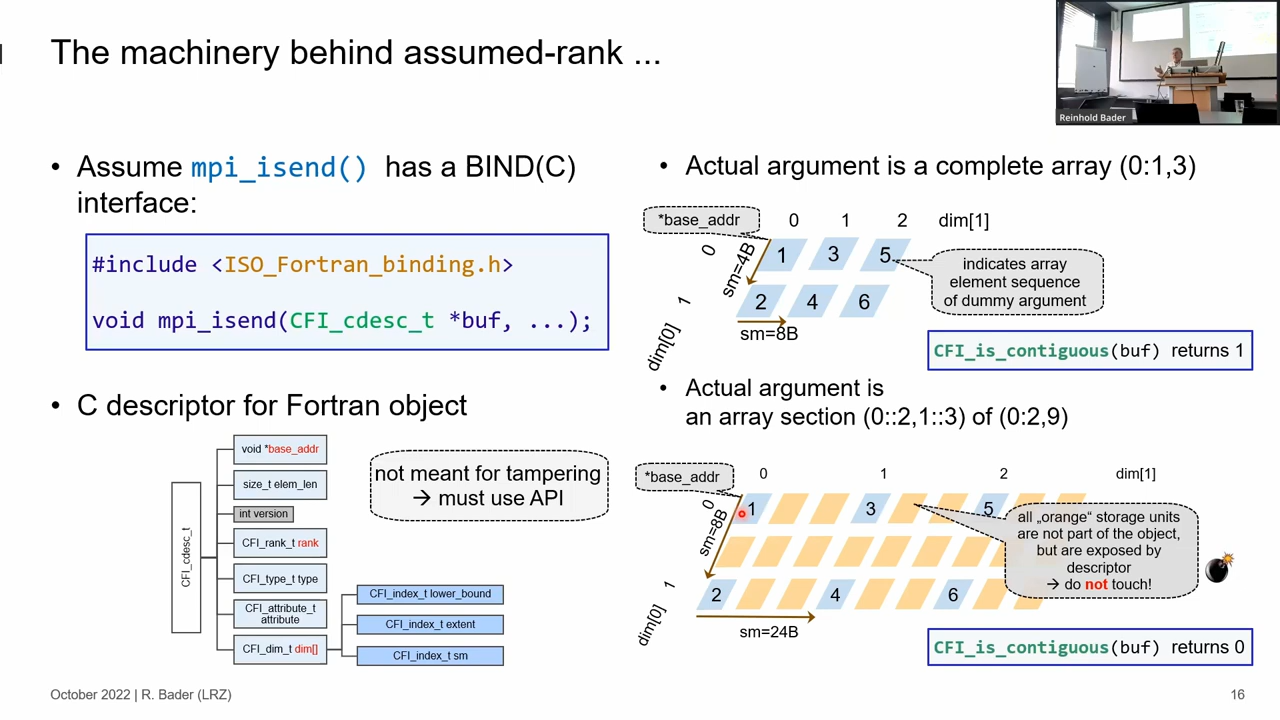 The machinery behind assumed-rank ...
Reinhold Bader
• Assume mpi_isend() has a BIND(C)
interface:
#include <ISO_Fortran_binding.h>
void mpi_isend(CFI_cdesc_t *buf, ...);
• C descriptor for Fortran object
CFI_cdesc_t
void *base_addr
size_t elem_len
int version
CFI_rank_t rank
CFI_type_t type
CFI_attribute_t
attribute
CFI_dim_t dim[]
CFI_index_t lower_bound
CFI_index_t extent
CFI_index_t sm
not meant for tampering
→ must use API
• Actual argument is a complete array (0:1,3)
*base_addr
0 1 2 dim[1]
0
sm=4B
1 3 5
1
2 4 6
dim[0]
sm=8B
indicates array
element sequence
of dummy argument
CFI_is_contiguous(buf) returns 1
• Actual argument is
an array section (0::2,1::3) of (0:2,9)
*base_addr
0 1 2 dim[1]
0
sm=8B
1 3 5
1
2 4 6
dim[0]
sm=24B
all „orange“ storage units
are not part of the object,
but are exposed by
descriptor
→ do not touch!
CFI_is_contiguous(buf) returns 0
October 2022 | R. Bader (LRZ)
16